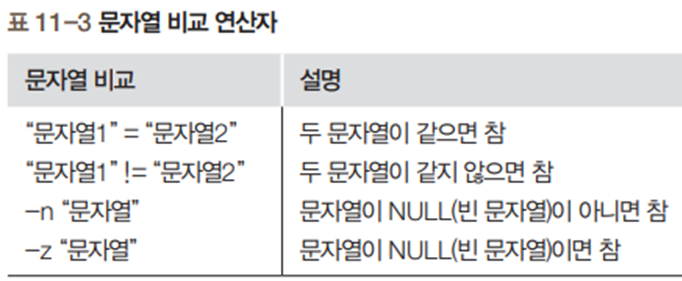 표 11-3 문자열 비교 연산자
문자열 비교 설명
“문자열1” = “문자열2” 두 문자열이 같으면 참
“문자열1” != “문자열2” 두 문자열이 같지 않으면 참
-n “문자열” 문자열이 NULL(빈 문자열)이 아니면 참
-z “문자열” 문자열이 NULL(빈 문자열)이면 참